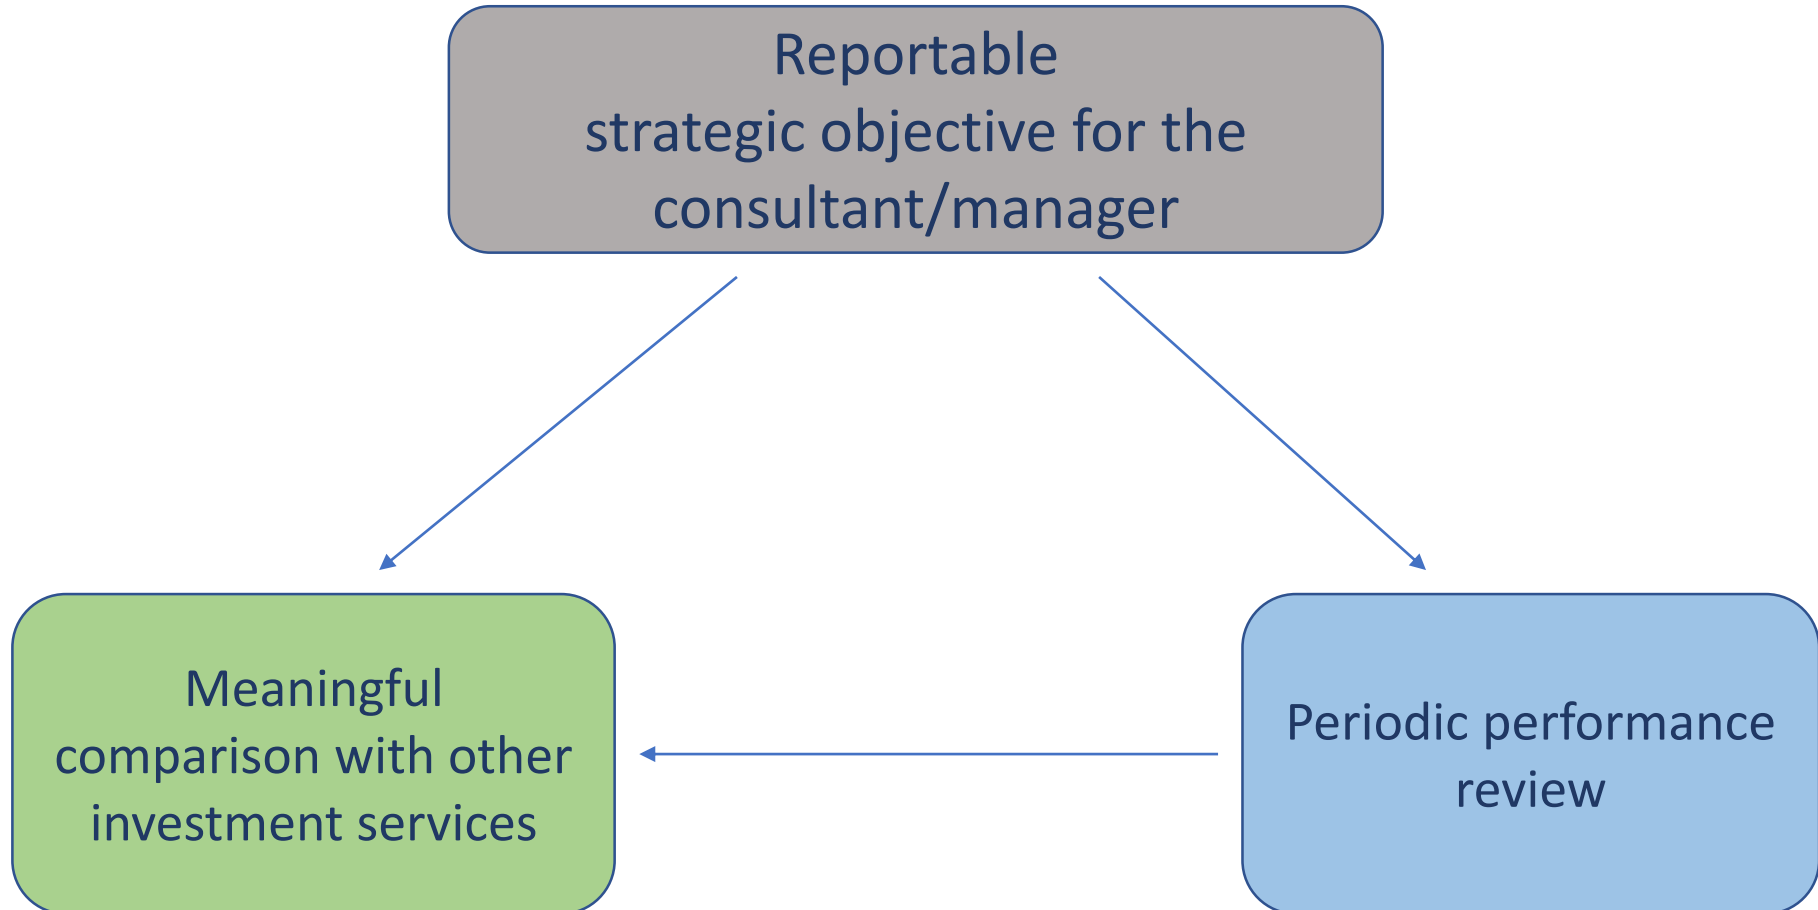 Reportable
strategic objective for the
consultant/manager
Meaningful
comparison with other
investment services
Periodic performance
review